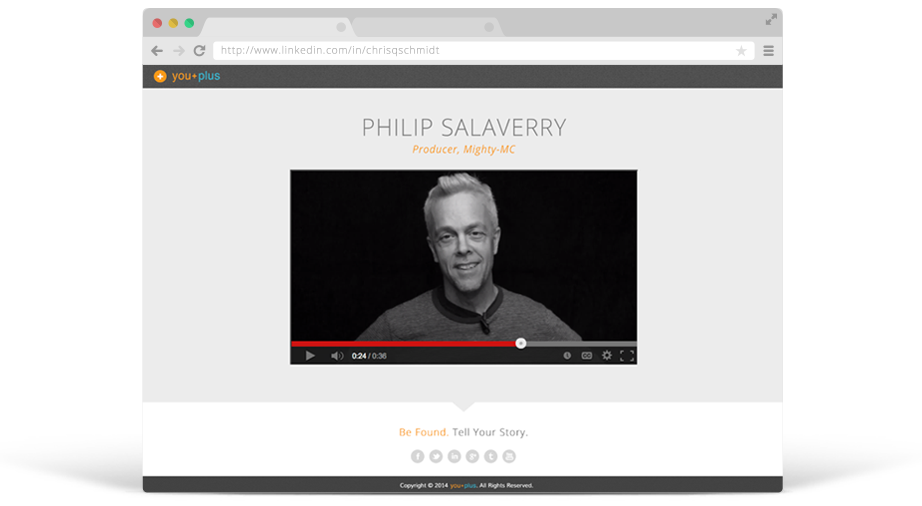 http://www.linkedin.com/in/chrisqschmidt
you+plus
PHILIP SALAVERRY
Producer, Mighty-MC
0:24 / 0:36
CC
Be Found. Tell Your Story.
Copyright © 2014 you+plus. All Rights Reserved.